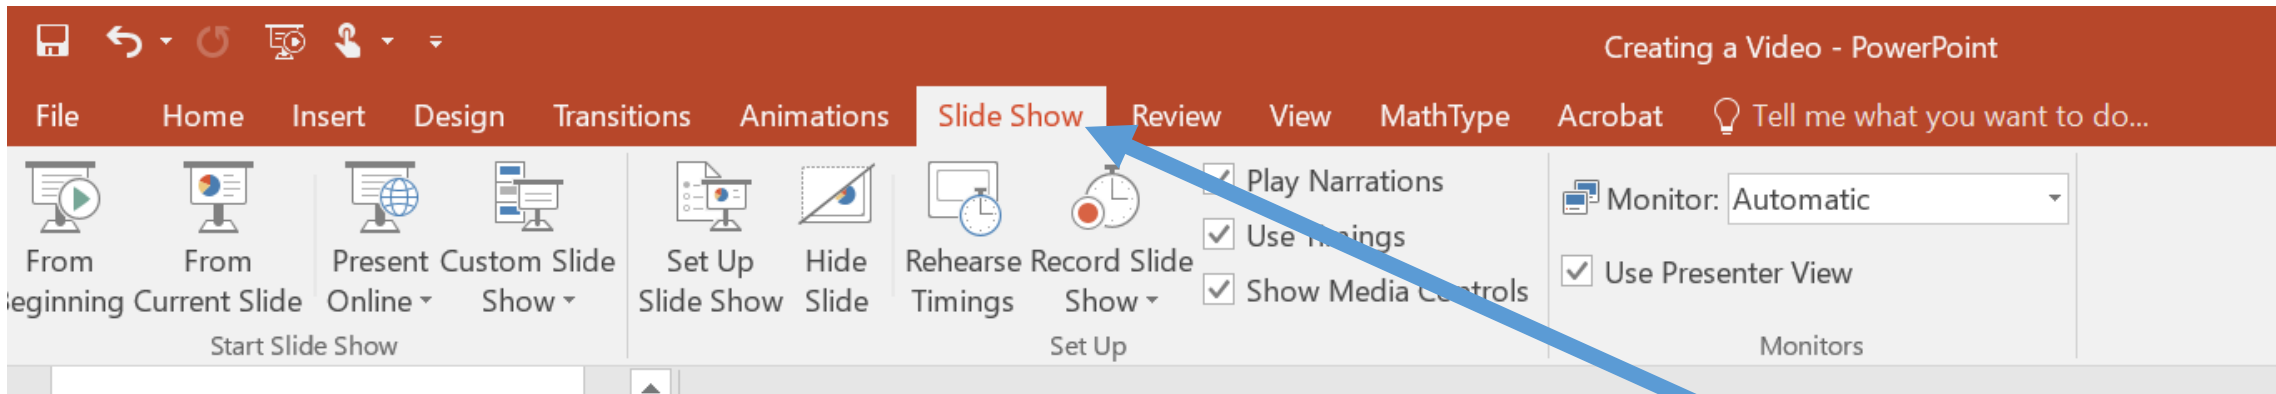 Creating a Video - PowerPoint
File Home Insert Design Transitions Animations Slide Show Review View MathType Acrobat Tell me what you want to do...
From Beginning
From Current Slide
Present Online
Custom Slide Show
Start Slide Show
Set Up Slide Show
Hide Slide
Rehearse Timings
Record Slide Show
Play Narrations
Use Timings
Show Media Controls
Set Up
Monitor: Automatic
Use Presenter View
Monitors